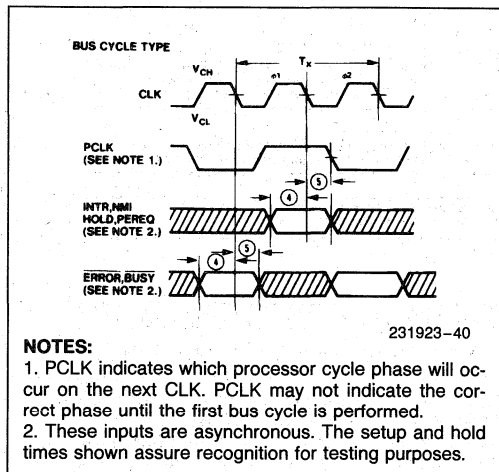 BUS CYCLE TYPE
Tx
VCH
ø1
ø2
CLK
VCL
PCLK
(SEE NOTE 1.)
5
INTR,NMI
HOLD,PEREQ
(SEE NOTE 2.)
4
5
ERROR,BUSY
(SEE NOTE 2.)
4
231923-40
NOTES:
1. PCLK indicates which processor cycle phase will oc-
cur on the next CLK. PCLK may not indicate the cor-
rect phase until the first bus cycle is performed.
2. These inputs are asynchronous. The setup and hold
times shown assure recognition for testing purposes.